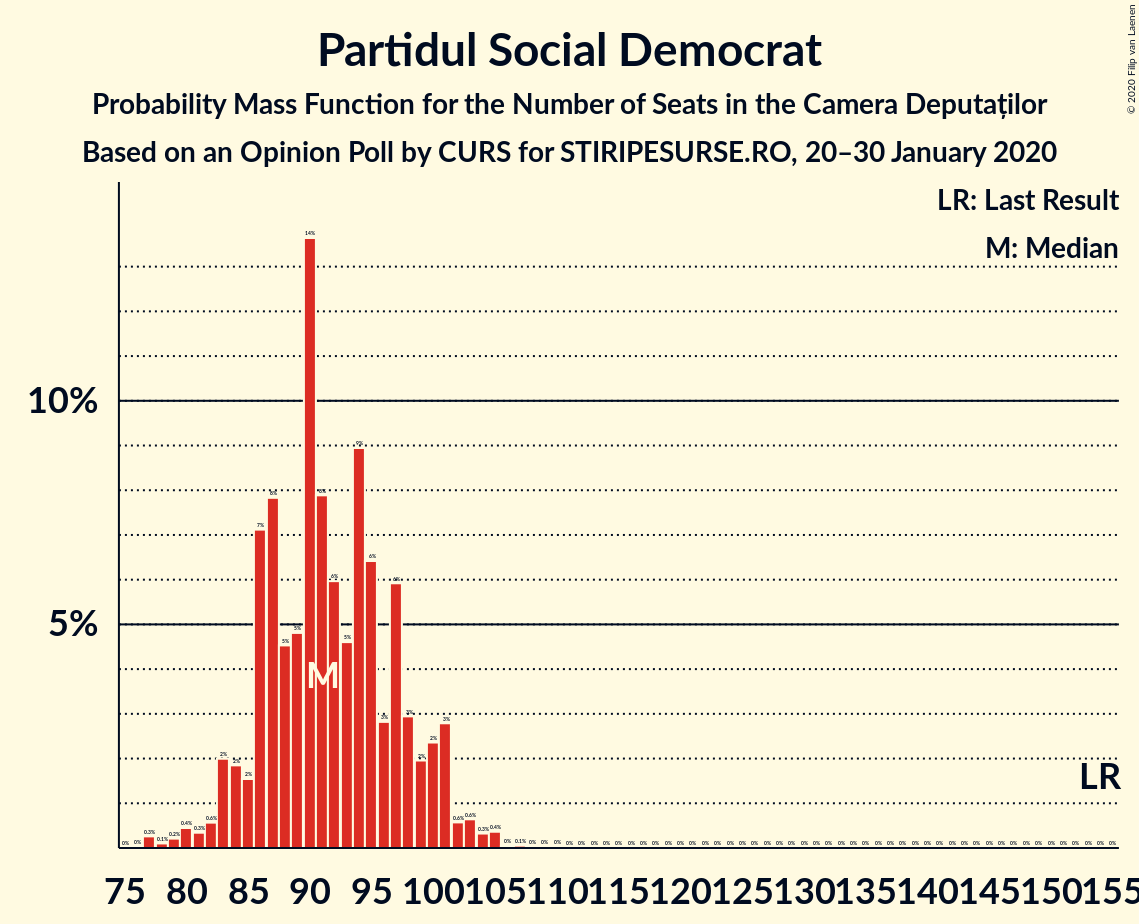 Partidul Social Democrat
Probability Mass Function for the Number of Seats in the Camera Deputaților
Based on an Opinion Poll by CURS for STIRIPESURSE.RO, 20–30 January 2020
© 2020 Filip van Laenen
LR: Last Result
M: Median
10%
5%
14%
M
LR
75 80 85 90 95 100 105 110 115 120 125 130 135 140 145 150 155